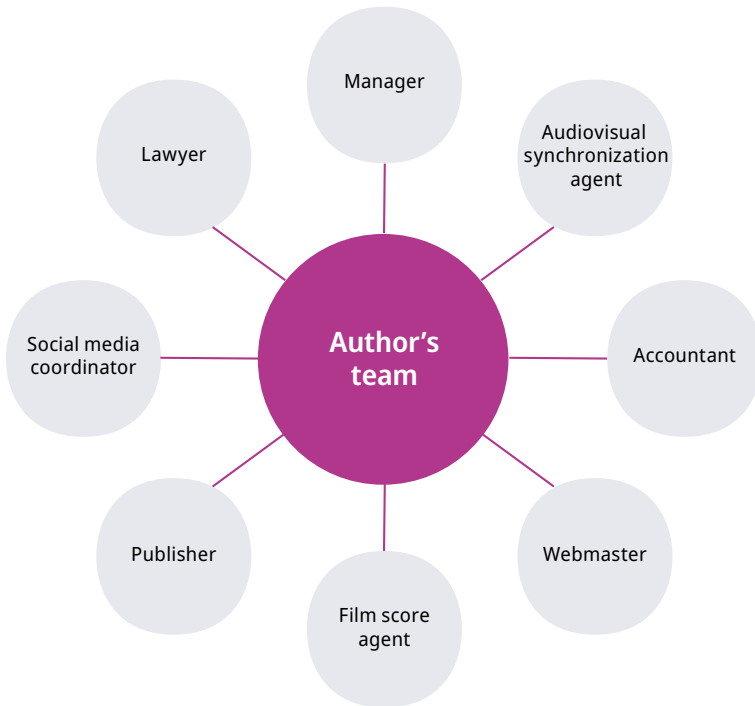 Manager
Audiovisual
synchronization
agent
Lawyer
Author’s
team
Social media
coordinator
Accountant
Publisher
Webmaster
Film score
agent